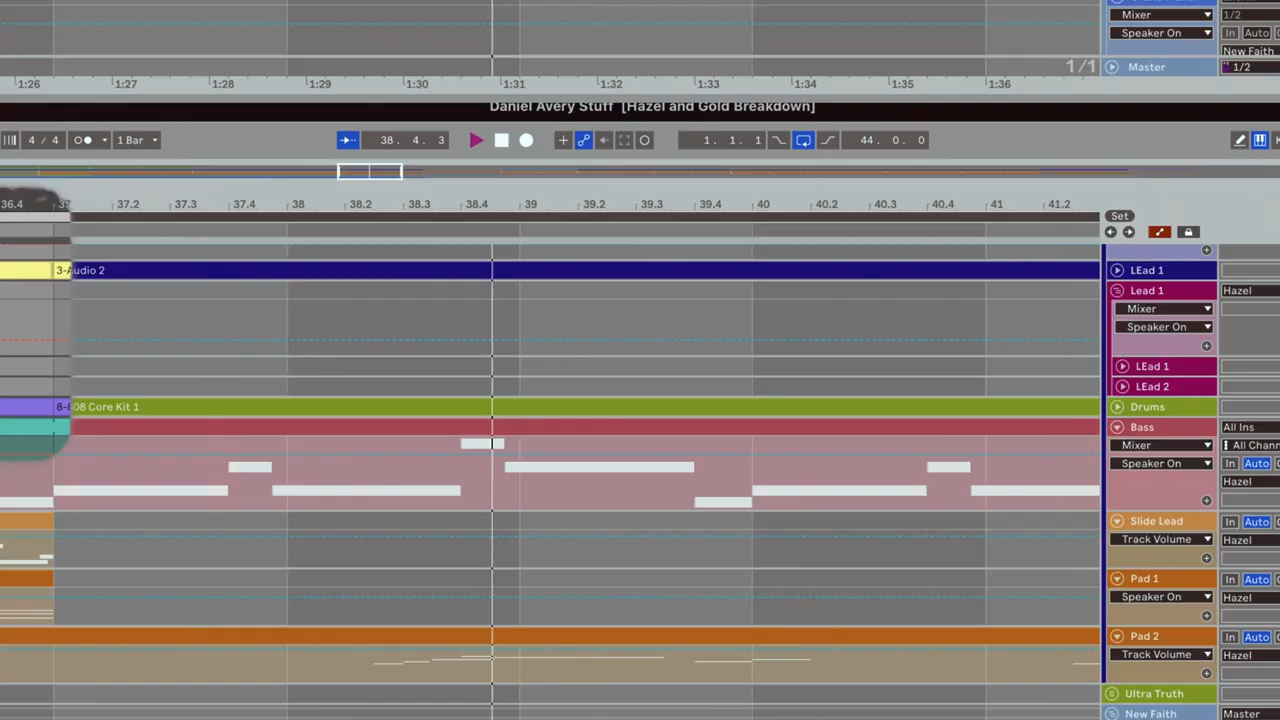 Mixer 1/2
Speaker On In Auto
New Faith
1/1 Master 1/2
1:26 1:27 1:28 1:29 1:30 1:31 1:32 1:33 1:34 1:35 1:36
Daniel Avery Stuff [Hazel and Gold Breakdown]
4 / 4 1 Bar 38. 4. 3 1. 1. 1 44. 0. 0
36.4 37 37.2 37.3 37.4 38 38.2 38.3 38.4 39 39.2 39.3 39.4 40 40.2 40.3 40.4 41 41.2
Set
3-Audio 2 LEad 1
Lead 1 Hazel
Mixer
Speaker On
LEad 1
LEad 2
08 Core Kit 1 Drums
Bass All Ins
Mixer All Chann
Speaker On In Auto
Hazel
Slide Lead In Auto
Track Volume Hazel
Pad 1 In Auto
Speaker On Hazel
Pad 2 In Auto
Track Volume Hazel
Ultra Truth
New Faith Master